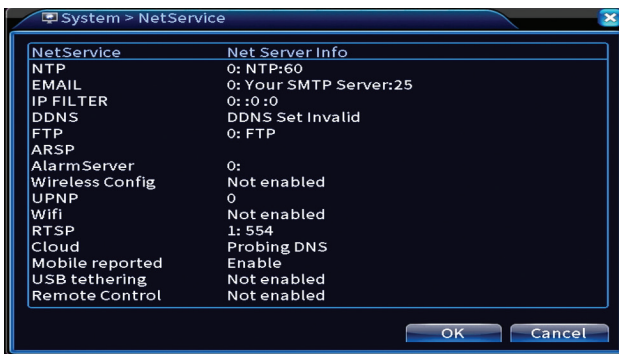 System > NetService
NetService Net Server Info
NTP 0: NTP:60
EMAIL 0: Your SMTP Server:25
IP FILTER 0: :0 :0
DDNS DDNS Set Invalid
FTP 0: FTP
ARSP
AlarmServer 0:
Wireless Config Not enabled
UPNP 0
Wifi Not enabled
RTSP 1: 554
Cloud Probing DNS
Mobile reported Enable
USB tethering Not enabled
Remote Control Not enabled
OK Cancel